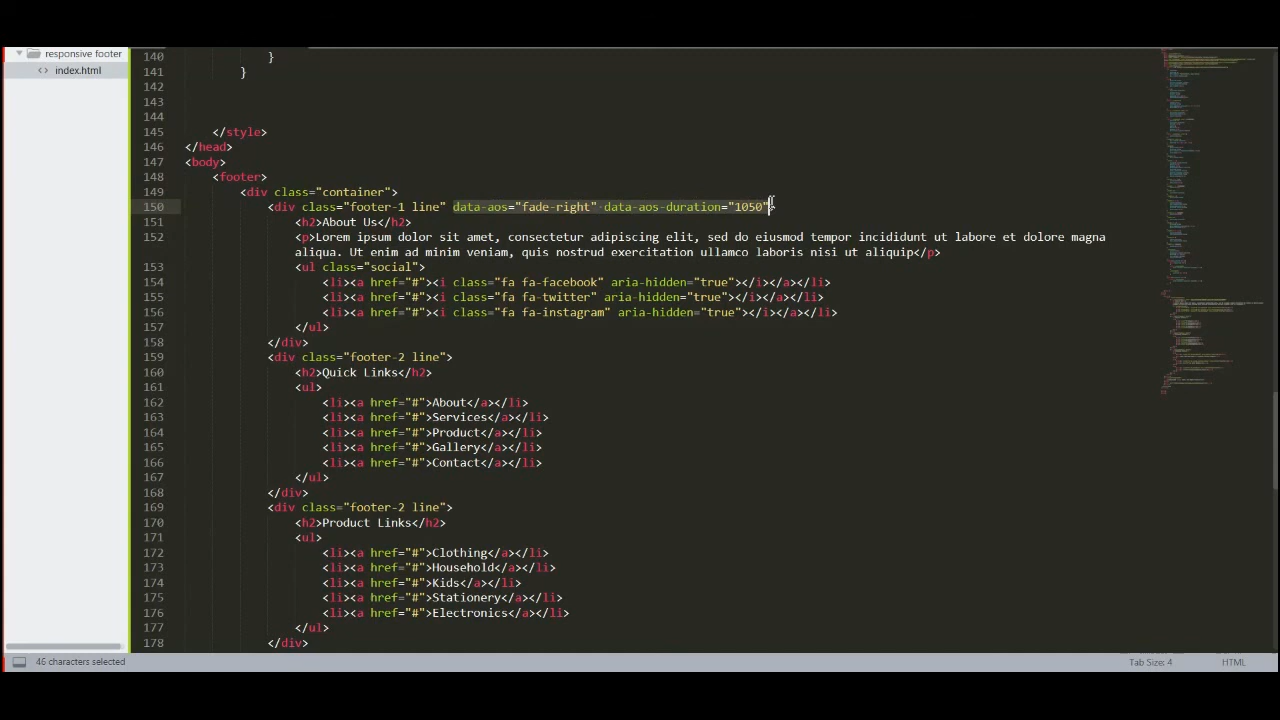 responsive footer
index.html
140 }
141 }
142
143
144
145 </style>
146 </head>
147 <body>
148 <footer>
149 <div class="container">
150 <div class="footer-1 line" data-aos="fade-right" data-aos-duration="1050">
151 <h2>About Us</h2>
152 <p>Lorem ipsum dolor sit amet, consectetur adipiscing elit, sed do eiusmod tempor incididunt ut labore et dolore magna
aliqua. Ut enim ad minim veniam, quis nostrud exercitation ullamco laboris nisi ut aliquip</p>
153 <ul class="social">
154 <li><a href="#"><i class="fa fa-facebook" aria-hidden="true"></i></a></li>
155 <li><a href="#"><i class="fa fa-twitter" aria-hidden="true"></i></a></li>
156 <li><a href="#"><i class="fa fa-instagram" aria-hidden="true"></i></a></li>
157 </ul>
158 </div>
159 <div class="footer-2 line">
160 <h2>Quick Links</h2>
161 <ul>
162 <li><a href="#">About</a></li>
163 <li><a href="#">Services</a></li>
164 <li><a href="#">Product</a></li>
165 <li><a href="#">Gallery</a></li>
166 <li><a href="#">Contact</a></li>
167 </ul>
168 </div>
169 <div class="footer-2 line">
170 <h2>Product Links</h2>
171 <ul>
172 <li><a href="#">Clothing</a></li>
173 <li><a href="#">Household</a></li>
174 <li><a href="#">Kids</a></li>
175 <li><a href="#">Stationery</a></li>
176 <li><a href="#">Electronics</a></li>
177 </ul>
178 </div>
46 characters selected
Tab Size: 4
HTML